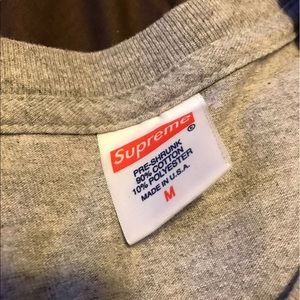 Supreme®
PRE-SHRUNK
90% COTTON
10% POLYESTER
MADE IN U.S.A.
M